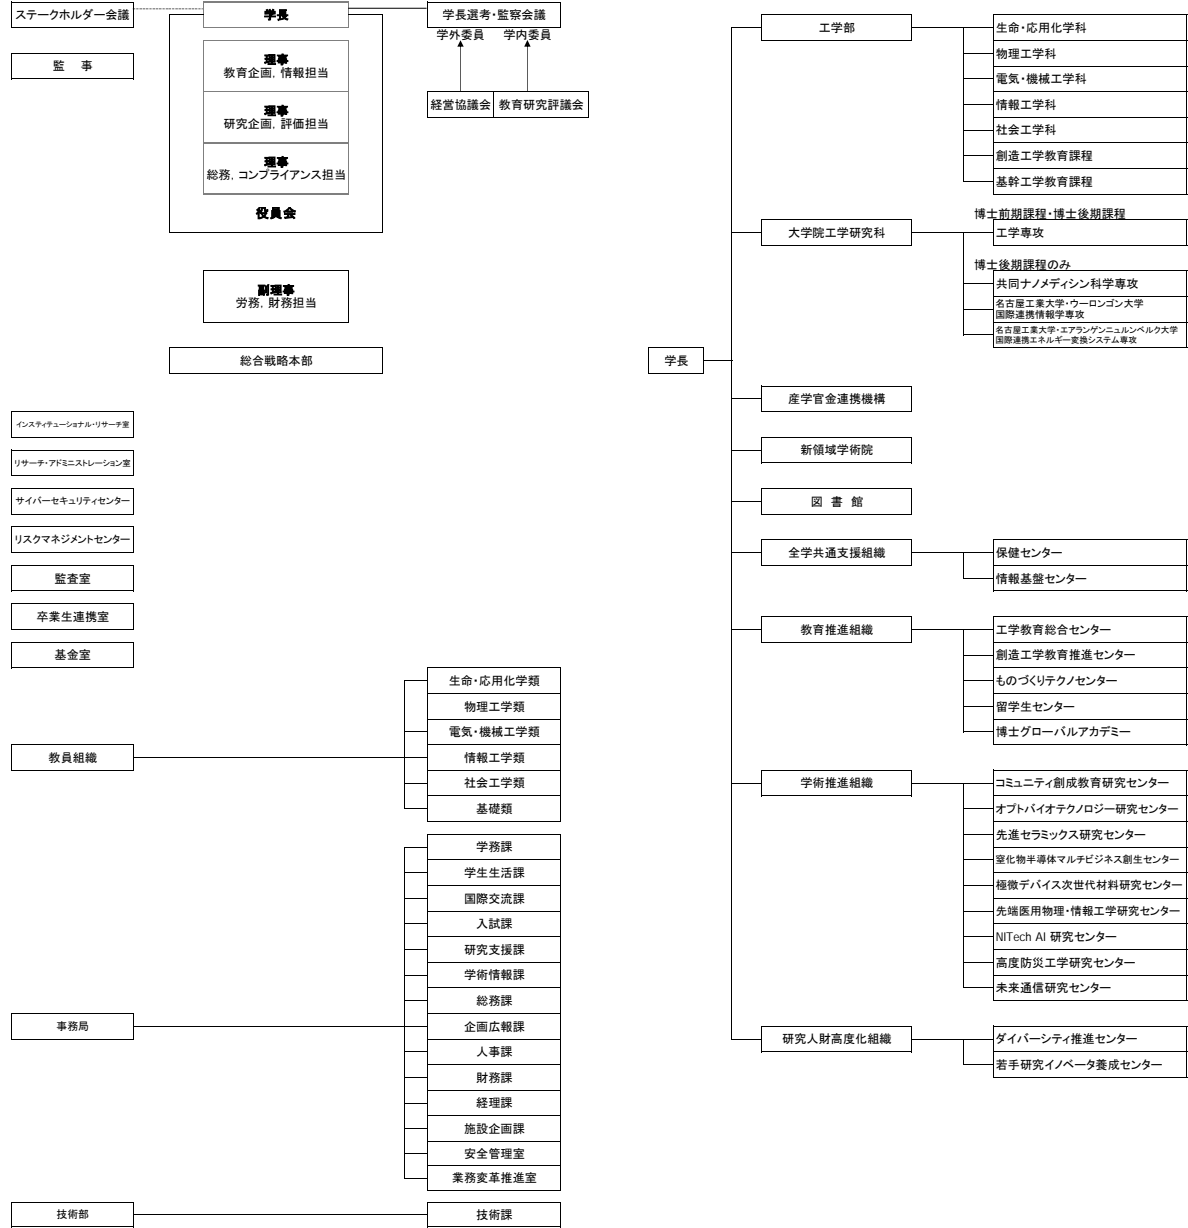 ステークホルダー会議
学長
学長選考・監察会議
学外委員
学内委員
監　事
理事
教育企画, 情報担当
経営協議会
教育研究評議会
理事
研究企画, 評価担当
理事
総務, コンプライアンス担当
役員会
副理事
労務, 財務担当
総合戦略本部
インスティテューショナル・リサーチ室
リサーチ・アドミニストレーション室
サイバーセキュリティセンター
リスクマネジメントセンター
監査室
卒業生連携室
基金室
教員組織
生命・応用化学類
物理工学類
電気・機械工学類
情報工学類
社会工学類
基礎類
事務局
学務課
学生生活課
国際交流課
入試課
研究支援課
学術情報課
総務課
企画広報課
人事課
財務課
経理課
施設企画課
安全管理室
業務変革推進室
技術部
技術課
学長
工学部
生命・応用化学科
物理工学科
電気・機械工学科
情報工学科
社会工学科
創造工学教育課程
基幹工学教育課程
大学院工学研究科
博士前期課程・博士後期課程
工学専攻
博士後期課程のみ
共同ナノメディシン科学専攻
名古屋工業大学・ウーロンゴン大学
国際連携情報学専攻
名古屋工業大学・エアランゲンニュルンベルク大学
国際連携エネルギー変換システム専攻
産学官金連携機構
新領域学術院
図 書 館
全学共通支援組織
保健センター
情報基盤センター
教育推進組織
工学教育総合センター
創造工学教育推進センター
ものづくりテクノセンター
留学生センター
博士グローバルアカデミー
学術推進組織
コミュニティ創成教育研究センター
オプトバイオテクノロジー研究センター
先進セラミックス研究センター
窒化物半導体マルチビジネス創生センター
極微デバイス次世代材料研究センター
先端医用物理・情報工学研究センター
NITech AI 研究センター
高度防災工学研究センター
未来通信研究センター
研究人財高度化組織
ダイバーシティ推進センター
若手研究イノベータ養成センター